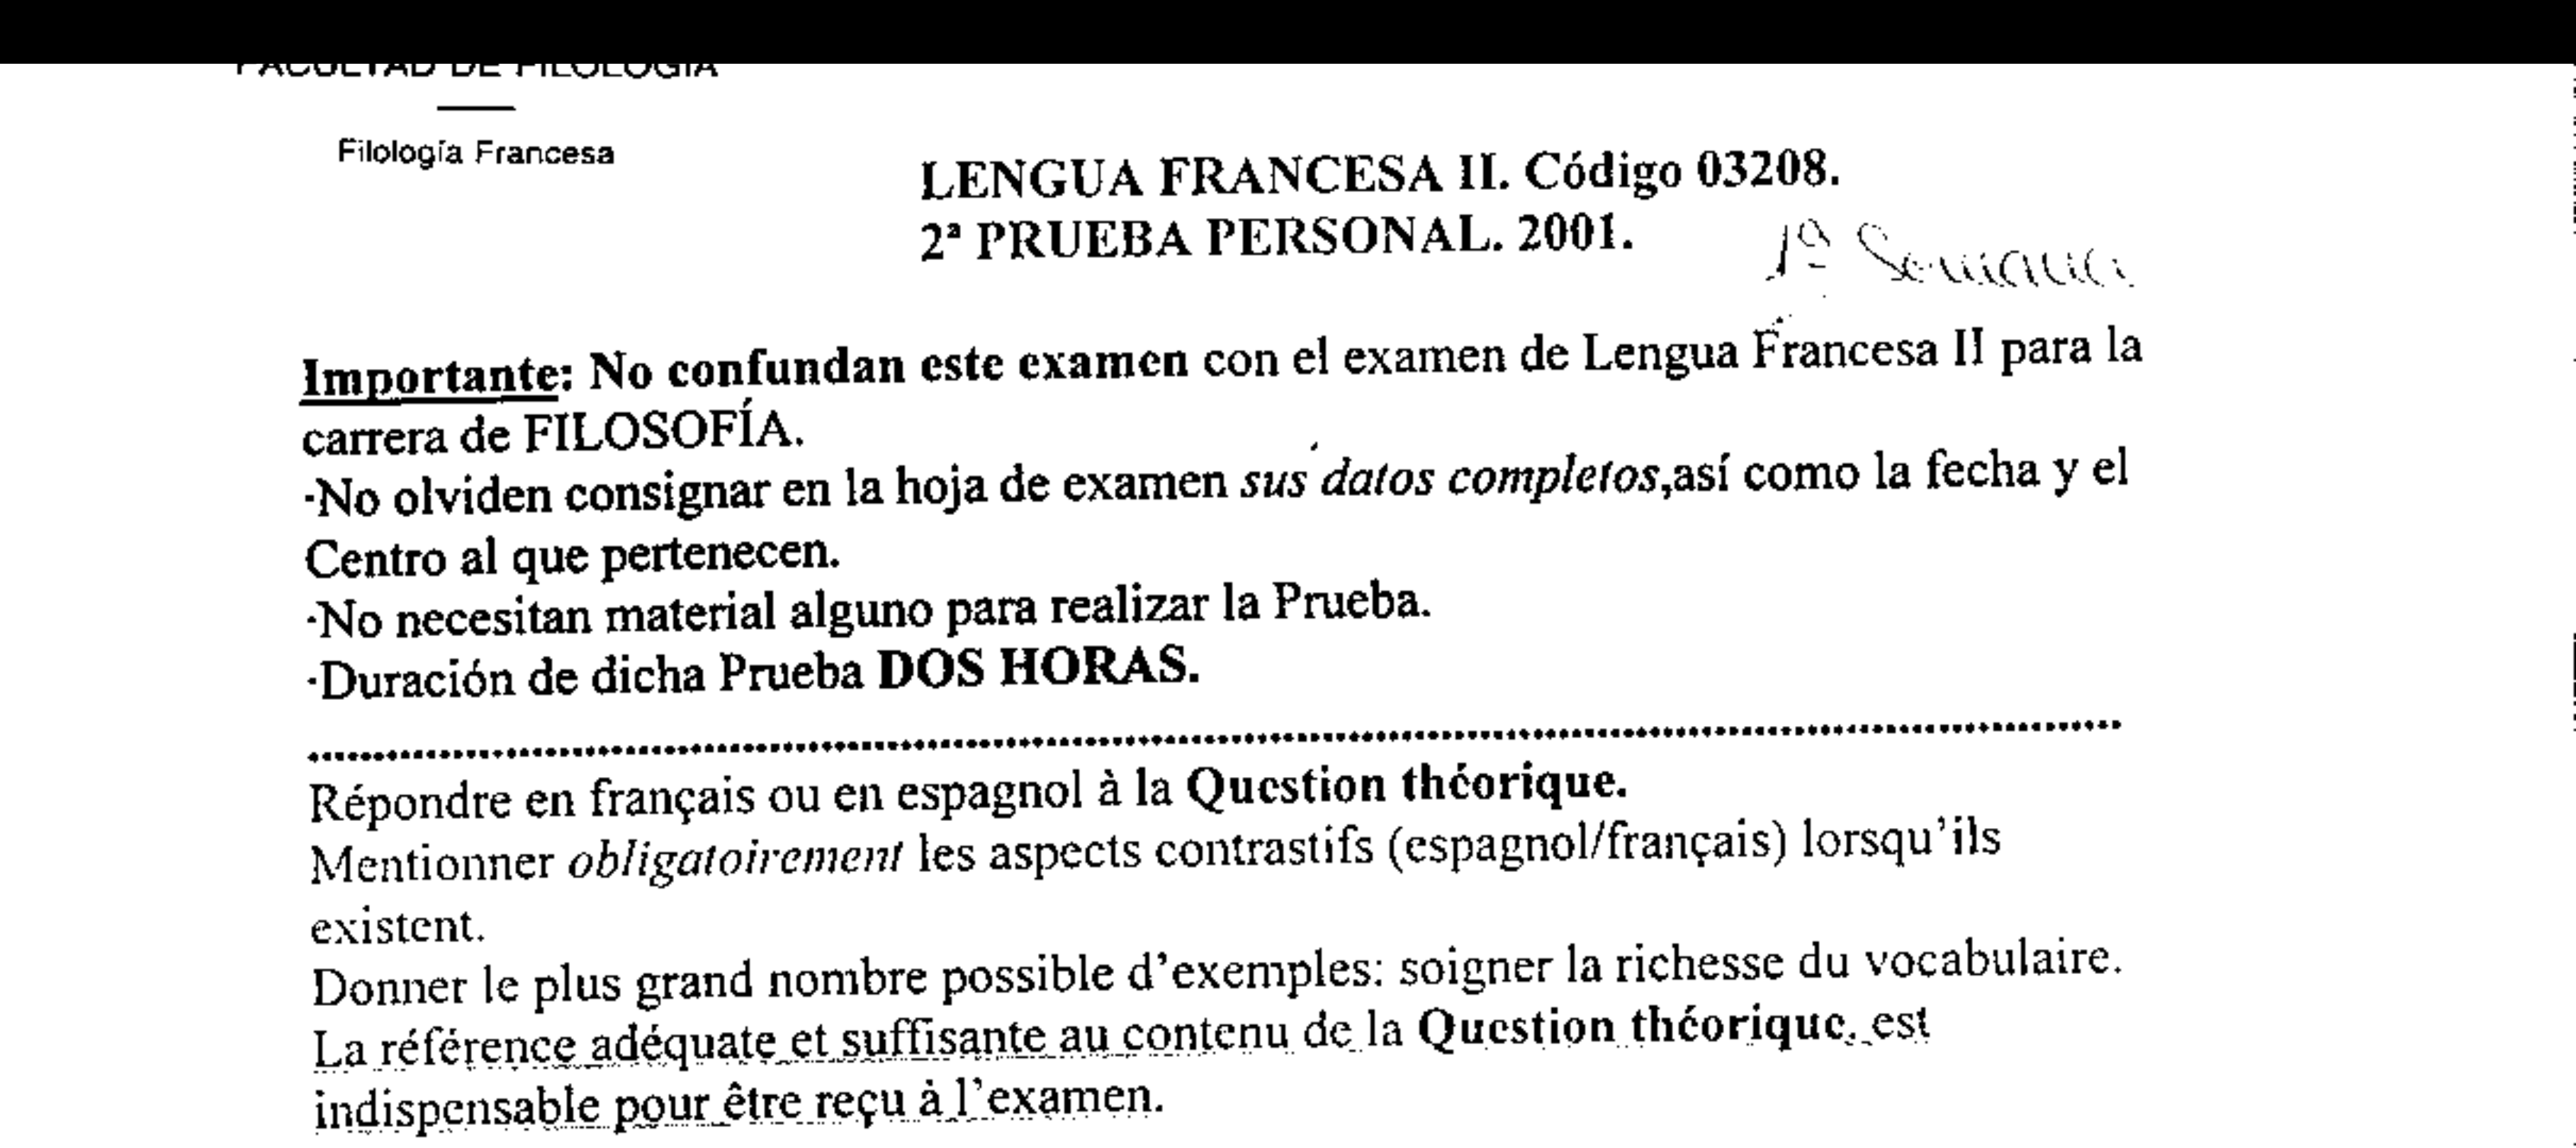 FACULTAD DE FILOLOGÍA
Filología Francesa
LENGUA FRANCESA II. Código 03208.
2ª PRUEBA PERSONAL. 2001.
1ª Semana
Importante: No confundan este examen con el examen de Lengua Francesa II para la
carrera de FILOSOFÍA.
·No olviden consignar en la hoja de examen sus datos completos,así como la fecha y el
Centro al que pertenecen.
·No necesitan material alguno para realizar la Prueba.
·Duración de dicha Prueba DOS HORAS.
Répondre en français ou en espagnol à la Question théorique.
Mentionner obligatoirement les aspects contrastifs (espagnol/français) lorsqu'ils
existent.
Donner le plus grand nombre possible d'exemples: soigner la richesse du vocabulaire.
La référence adéquate et suffisante au contenu de la Question théorique, est
indispensable pour être reçu à l'examen.